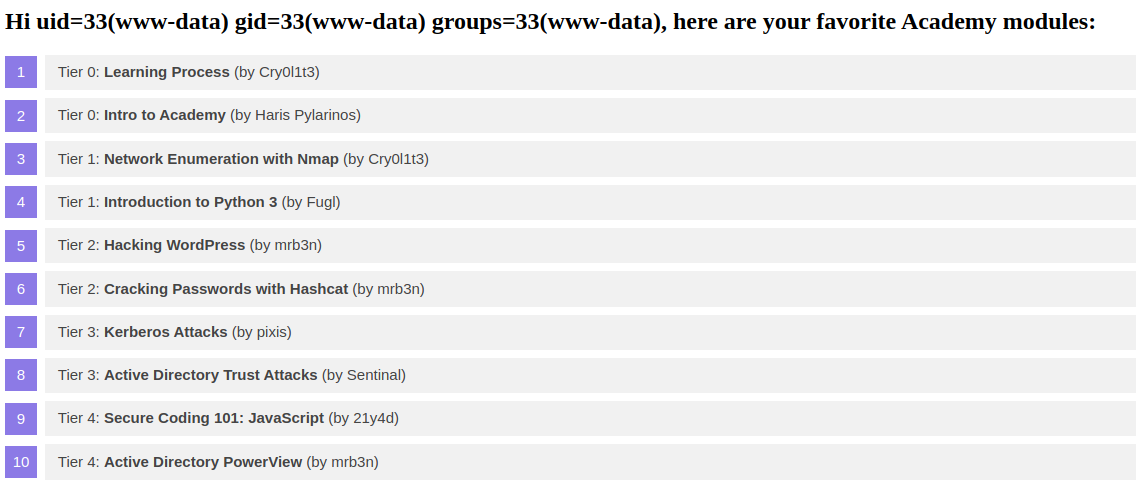 Hi uid=33(www-data) gid=33(www-data) groups=33(www-data), here are your favorite Academy modules:
1 Tier 0: Learning Process (by Cry0l1t3)
2 Tier 0: Intro to Academy (by Haris Pylarinos)
3 Tier 1: Network Enumeration with Nmap (by Cry0l1t3)
4 Tier 1: Introduction to Python 3 (by Fugl)
5 Tier 2: Hacking WordPress (by mrb3n)
6 Tier 2: Cracking Passwords with Hashcat (by mrb3n)
7 Tier 3: Kerberos Attacks (by pixis)
8 Tier 3: Active Directory Trust Attacks (by Sentinal)
9 Tier 4: Secure Coding 101: JavaScript (by 21y4d)
10 Tier 4: Active Directory PowerView (by mrb3n)